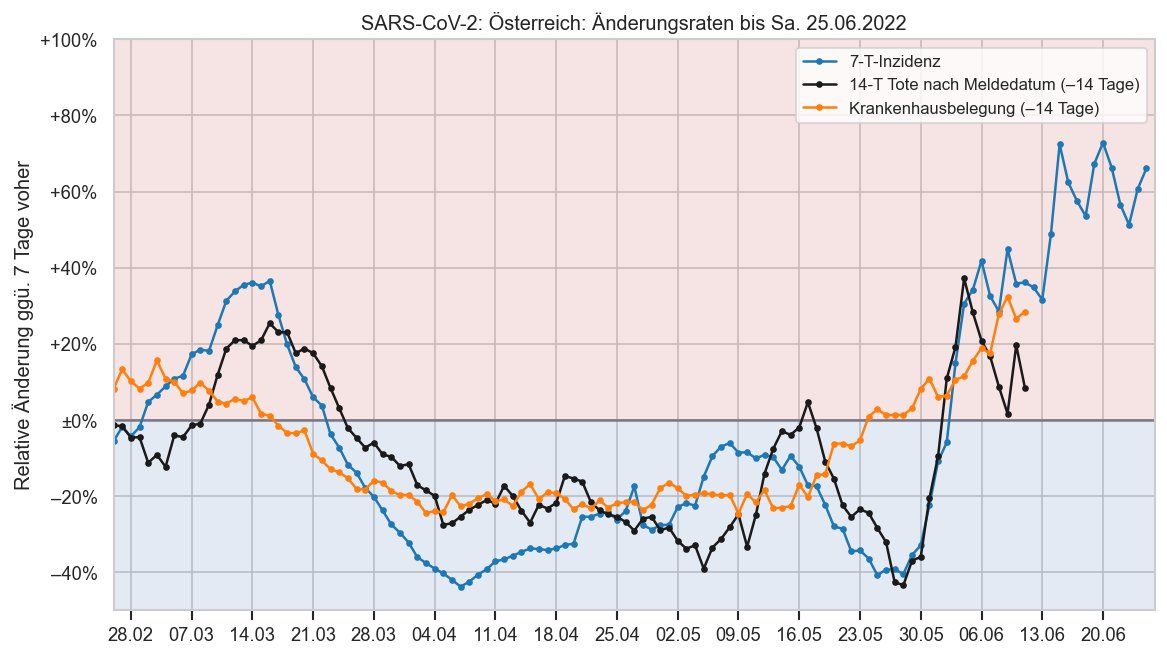 SARS-CoV-2: Österreich: Änderungsraten bis Sa. 25.06.2022
+100%
+80%
+60%
+40%
+20%
±0%
‒20%
‒40%
Relative Änderung ggü. 7 Tage voher
7-T-Inzidenz
14-T Tote nach Meldedatum (‒14 Tage)
Krankenhausbelegung (‒14 Tage)
28.02 07.03 14.03 21.03 28.03 04.04 11.04 18.04 25.04 02.05 09.05 16.05 23.05 30.05 06.06 13.06 20.06